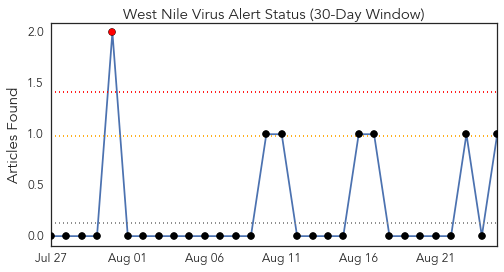 West Nile Virus Alert Status (30-Day Window)
Articles Found
2.0
1.5
1.0
0.5
0.0
Jul 27
Aug 01
Aug 06
Aug 11
Aug 16
Aug 21